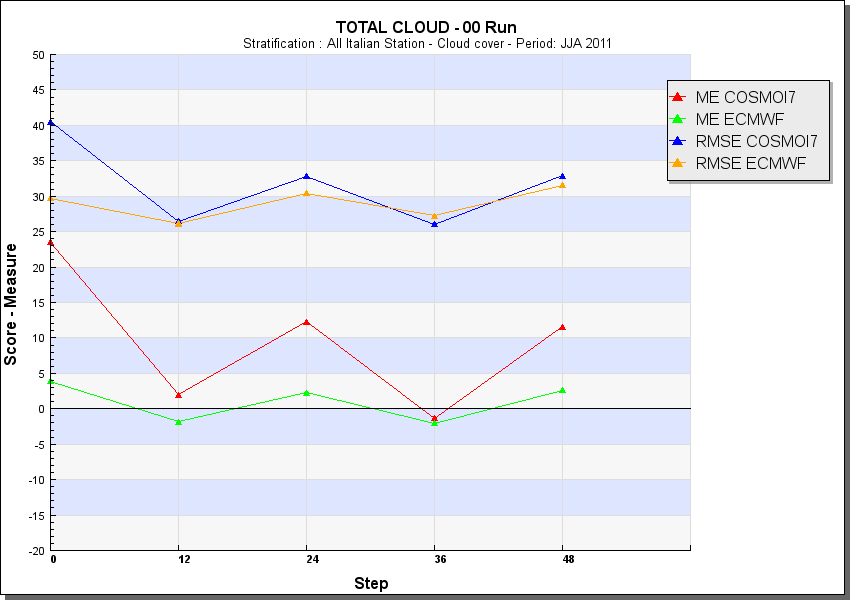 TOTAL CLOUD - 00 Run
Stratification : All Italian Station - Cloud cover - Period: JJA 2011
ME COSMOI7
ME ECMWF
RMSE COSMOI7
RMSE ECMWF
Score - Measure
50
45
40
35
30
25
20
15
10
5
0
-5
-10
-15
-20
0 12 24 36 48
Step